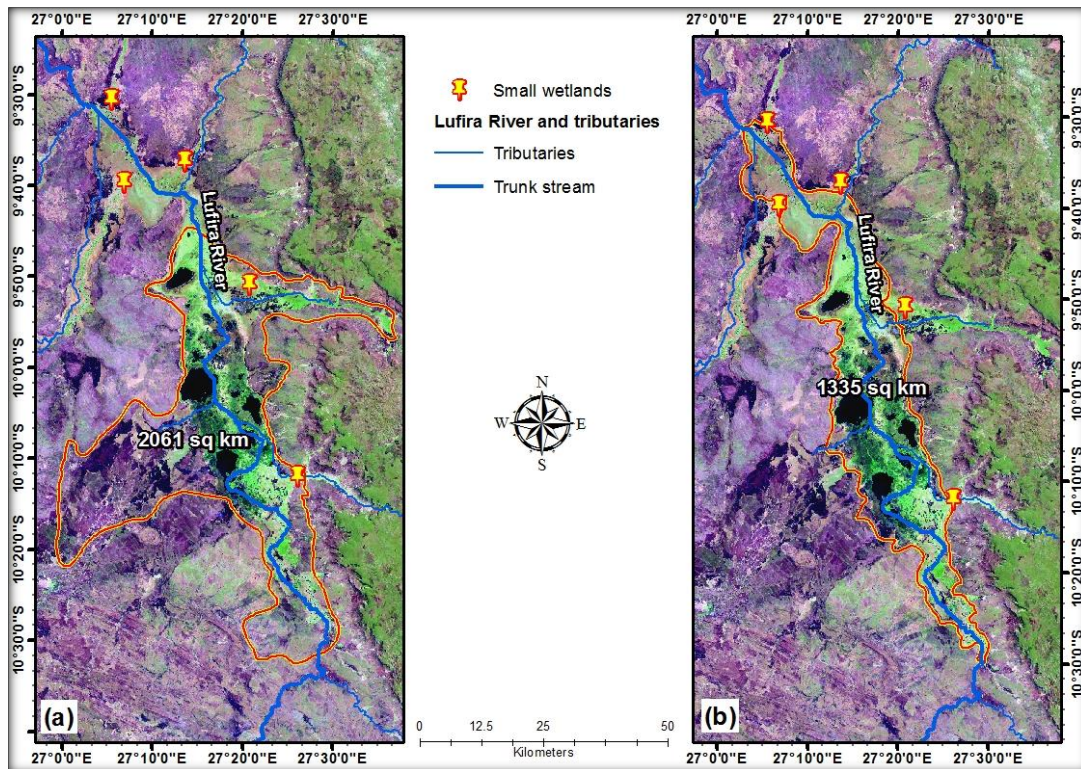 27°0'0"E 27°10'0"E 27°20'0"E 27°30'0"E
27°0'0"E 27°10'0"E 27°20'0"E 27°30'0"E
9°30'0"S
9°40'0"S
9°50'0"S
10°0'0"S
10°10'0"S
10°20'0"S
10°30'0"S
Lufira River
2061 sq km
(a)
27°0'0"E 27°10'0"E 27°20'0"E 27°30'0"E
Small wetlands
Lufira River and tributaries
Tributaries
Trunk stream
N
W E
S
0 12.5 25 50
Kilometers
Lufira River
1335 sq km
(b)
9°30'0"S
9°40'0"S
9°50'0"S
10°0'0"S
10°10'0"S
10°20'0"S
10°30'0"S
27°0'0"E 27°10'0"E 27°20'0"E 27°30'0"E